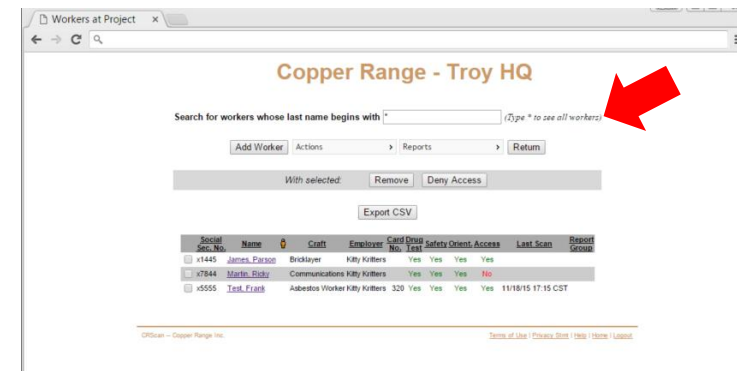 Workers at Project ×
Copper Range - Troy HQ
Search for workers whose last name begins with * (Type * to see all workers)
Add Worker Actions › Reports › Return
With selected: Remove Deny Access
Export CSV
Social Sec. No. Name Craft Employer Card No. Drug Test Safety Orient. Access Last Scan Report Group
x1445 James, Parson Bricklayer Kitty Kritters Yes Yes Yes Yes
x7844 Martin, Ricky Communications Kitty Kritters Yes Yes Yes No
x5555 Test, Frank Asbestos Worker Kitty Kritters 320 Yes Yes Yes Yes 11/18/15 17:15 CST
CRScan -- Copper Range Inc. Terms of Use | Privacy Stmt | Help | Home | Logout